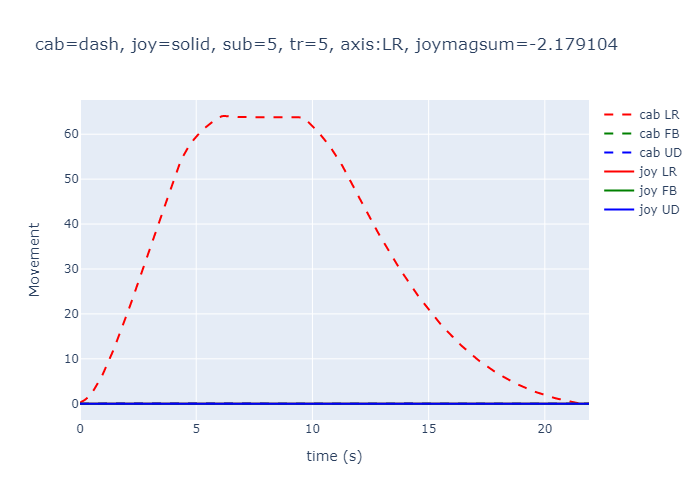 cab=dash, joy=solid, sub=5, tr=5, axis:LR, joymagsum=-2.179104
cab LR
cab FB
cab UD
joy LR
joy FB
joy UD
Movement
60
50
40
30
20
10
0
0 5 10 15 20
time (s)